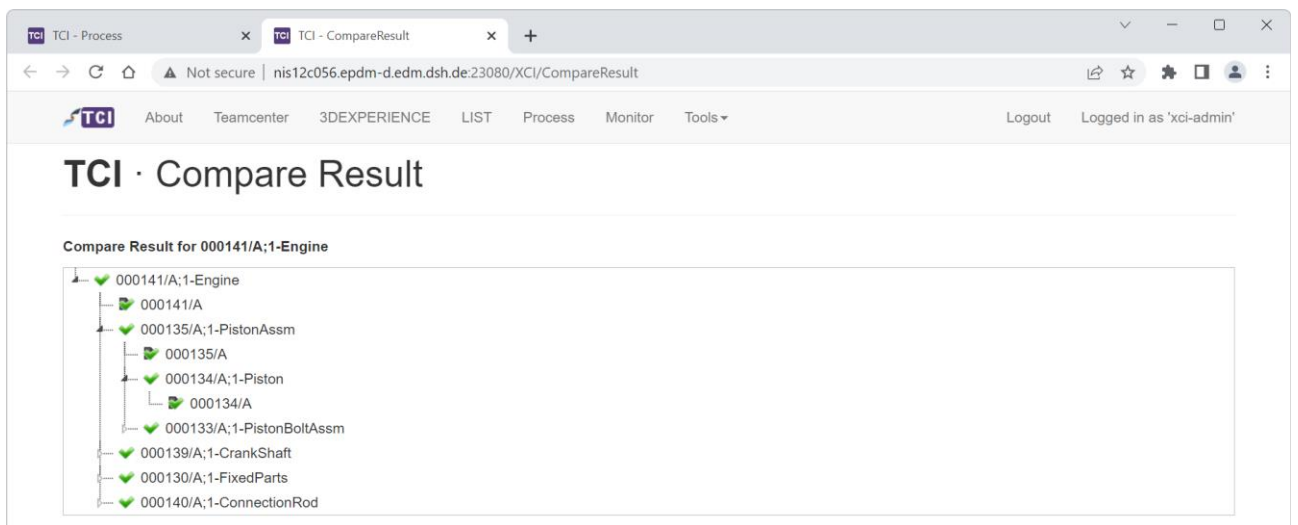 TCI TCI - Process TCI TCI - CompareResult
Not secure | nis12c056.epdm-d.edm.dsh.de:23080/XCI/CompareResult
TCI About Teamcenter 3DEXPERIENCE LIST Process Monitor Tools Logout Logged in as 'xci-admin'
TCI · Compare Result
Compare Result for 000141/A;1-Engine
000141/A;1-Engine
000141/A
000135/A;1-PistonAssm
000135/A
000134/A;1-Piston
000134/A
000133/A;1-PistonBoltAssm
000139/A;1-CrankShaft
000130/A;1-FixedParts
000140/A;1-ConnectionRod